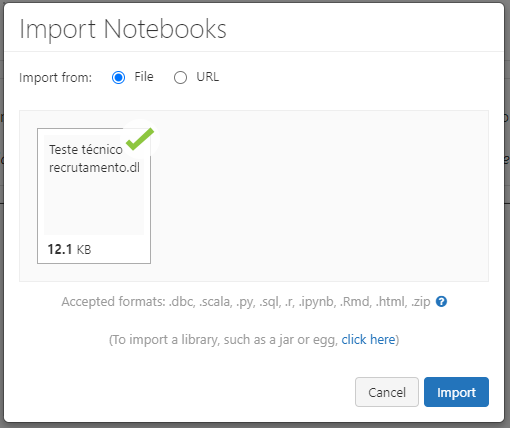 Import Notebooks
Import from: File URL
Teste técnico
recrutamento.dl
12.1 KB
Accepted formats: .dbc, .scala, .py, .sql, .r, .ipynb, .Rmd, .html, .zip
(To import a library, such as a jar or egg, click here)
Cancel Import